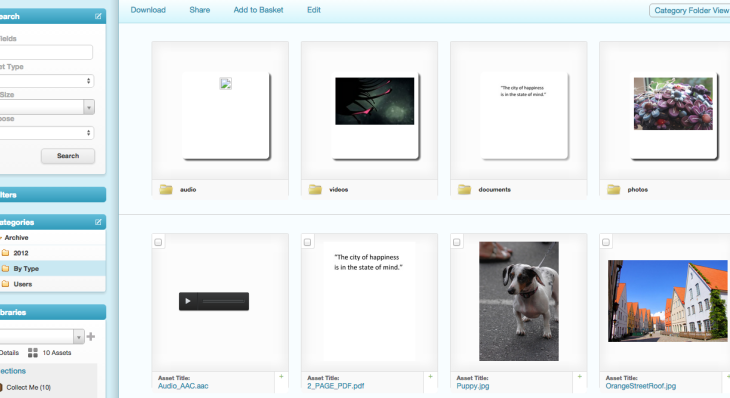 Download Share Add to Basket Edit Category Folder View
earch
ields
et Type
Size
pose
Search
lters
ategories
Archive
2012
By Type
Users
braries
Details 10 Assets
ections
Collect Me (10)
"The city of happiness
is in the state of mind."
audio videos documents photos
"The city of happiness
is in the state of mind."
Asset Title: Asset Title: Asset Title: Asset Title:
Audio_AAC.aac 2_PAGE_PDF.pdf Puppy.jpg OrangeStreetRoof.jpg